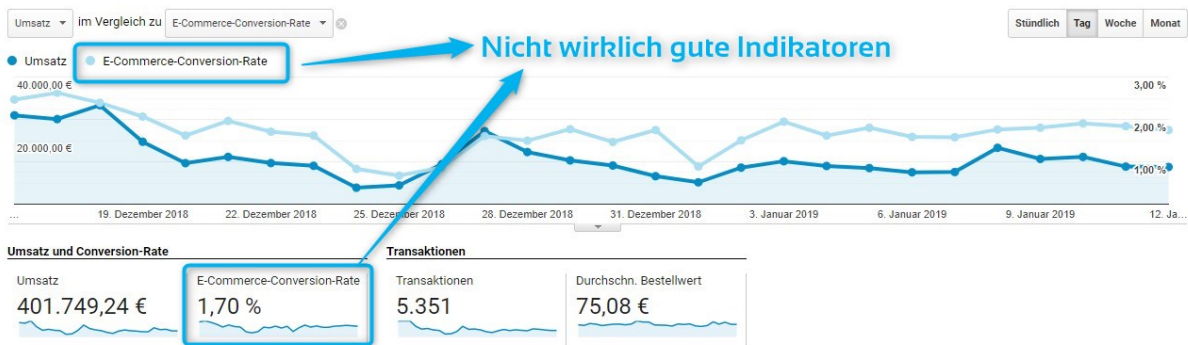 Umsatz im Vergleich zu E-Commerce-Conversion-Rate
Stündlich Tag Woche Monat
Nicht wirklich gute Indikatoren
Umsatz E-Commerce-Conversion-Rate
40.000,00 € 3,00 %
2,00 %
20.000,00 €
1,00 %
... 19. Dezember 2018 22. Dezember 2018 25. Dezember 2018 28. Dezember 2018 31. Dezember 2018 3. Januar 2019 6. Januar 2019 9. Januar 2019 12. Ja...
Umsatz und Conversion-Rate
Umsatz
401.749,24 €
E-Commerce-Conversion-Rate
1,70 %
Transaktionen
Transaktionen
5.351
Durchschn. Bestellwert
75,08 €